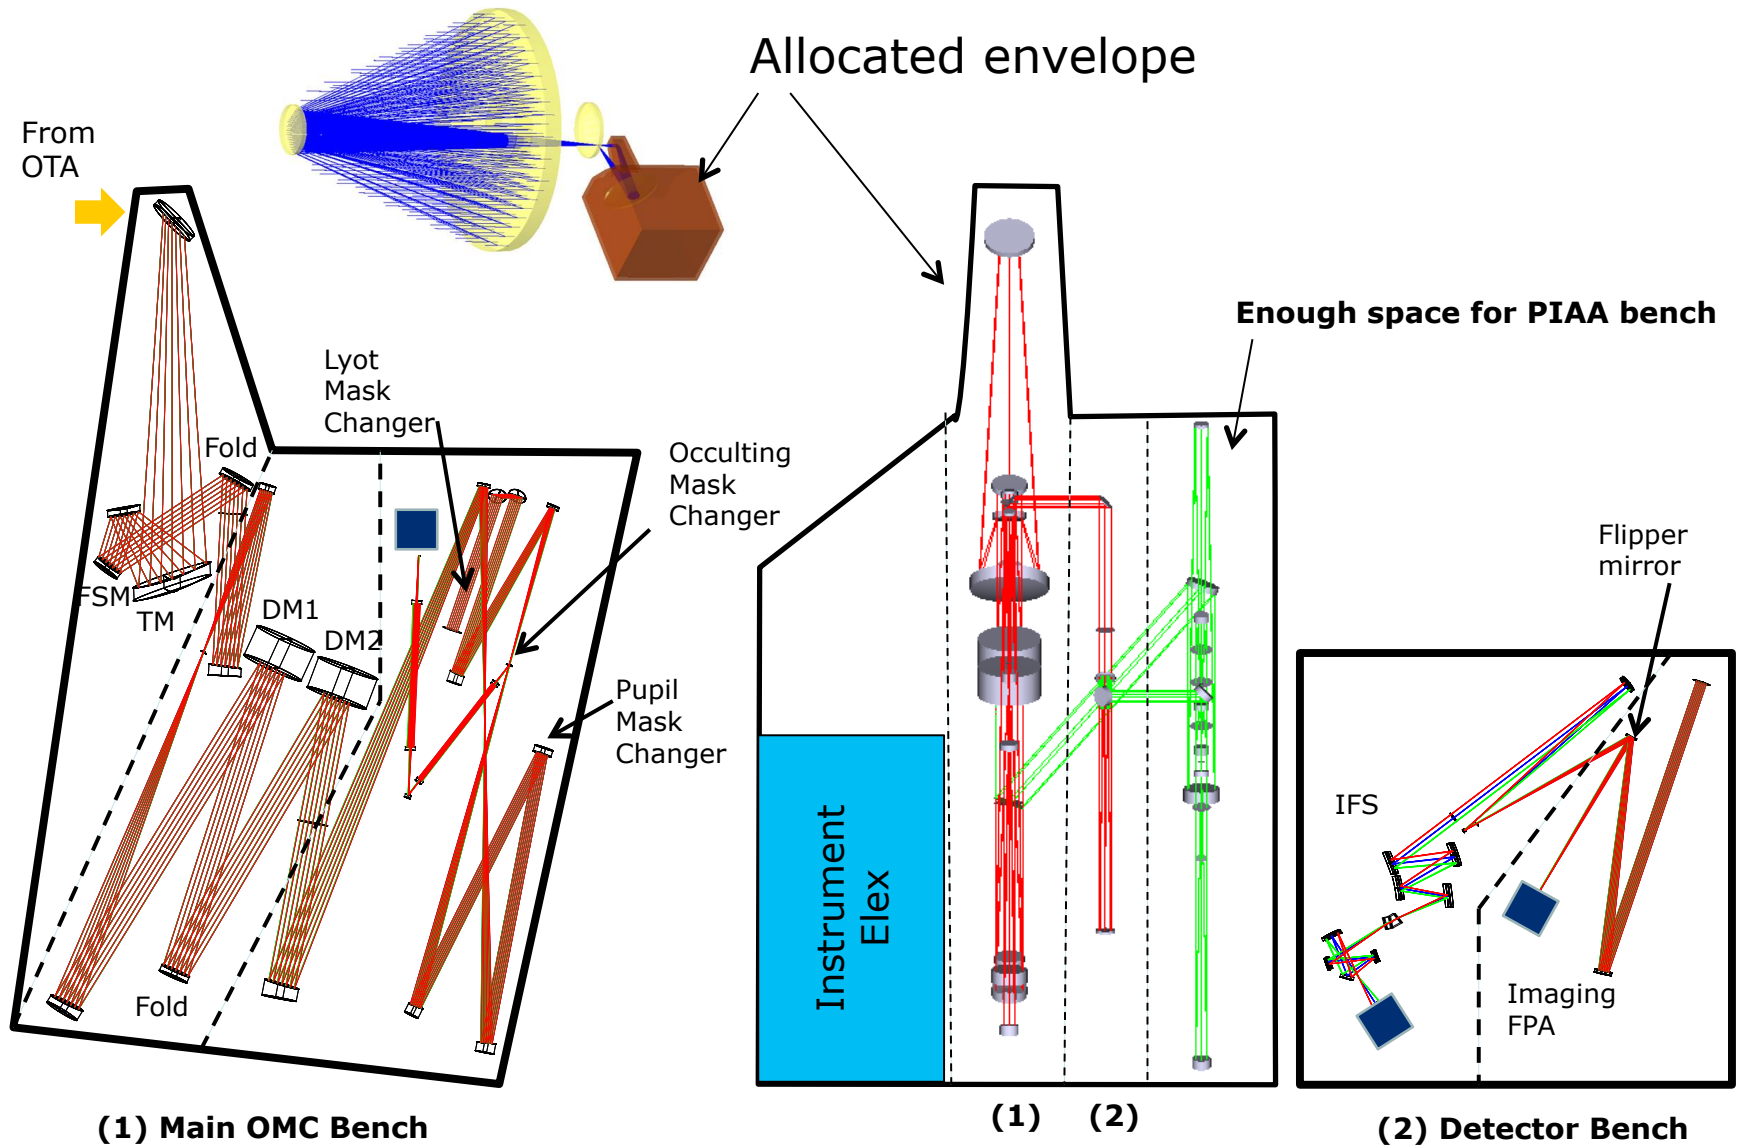 Allocated envelope
From
OTA
Enough space for PIAA bench
Lyot
Mask
Changer
Fold
Occulting
Mask
Changer
Flipper
mirror
FSM
TM
DM1
DM2
Pupil
Mask
Changer
IFS
Instrument
Elex
Fold
Imaging
FPA
(1) Main OMC Bench
(1)
(2)
(2) Detector Bench